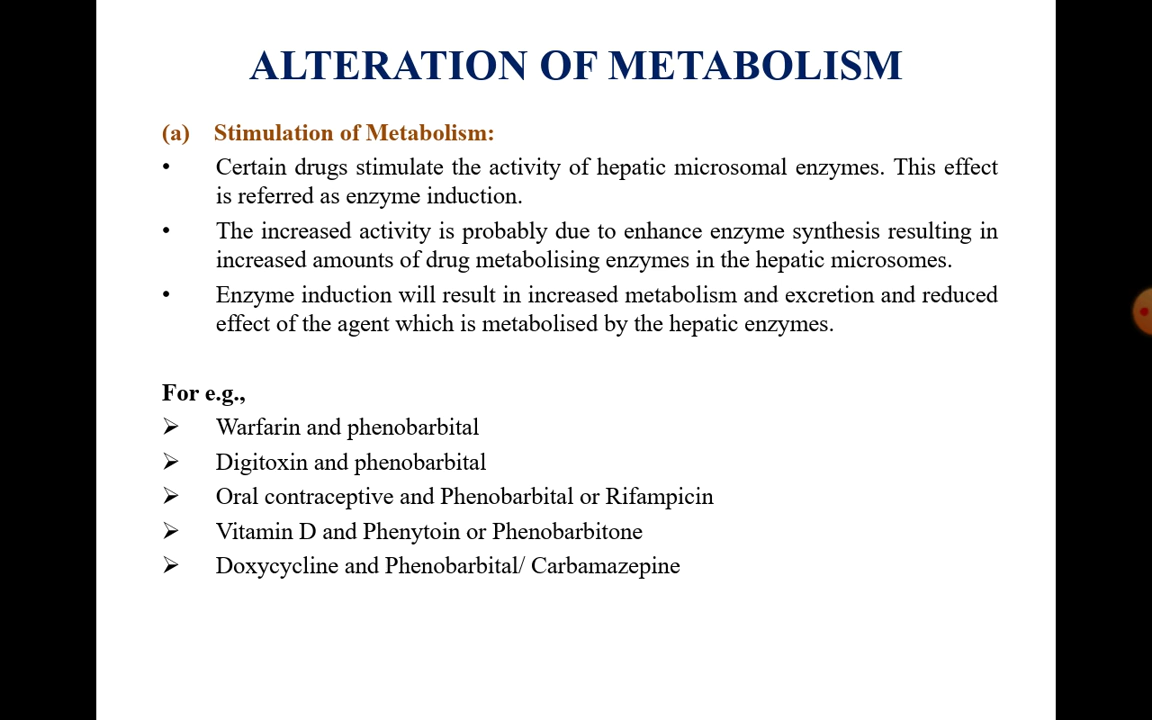 ALTERATION OF METABOLISM
(a) Stimulation of Metabolism:
• Certain drugs stimulate the activity of hepatic microsomal enzymes. This effect
is referred as enzyme induction.
• The increased activity is probably due to enhance enzyme synthesis resulting in
increased amounts of drug metabolising enzymes in the hepatic microsomes.
• Enzyme induction will result in increased metabolism and excretion and reduced
effect of the agent which is metabolised by the hepatic enzymes.
For e.g.,
➢ Warfarin and phenobarbital
➢ Digitoxin and phenobarbital
➢ Oral contraceptive and Phenobarbital or Rifampicin
➢ Vitamin D and Phenytoin or Phenobarbitone
➢ Doxycycline and Phenobarbital/ Carbamazepine